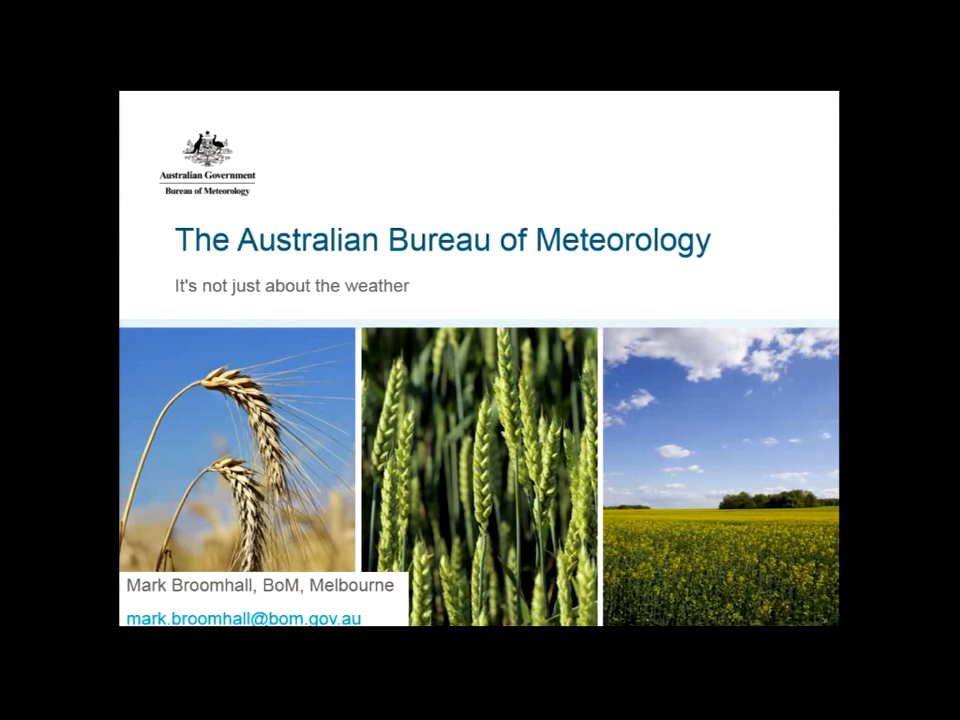 Australian Government
Bureau of Meteorology
The Australian Bureau of Meteorology
It's not just about the weather
Mark Broomhall, BoM, Melbourne
mark.broomhall@bom.gov.au